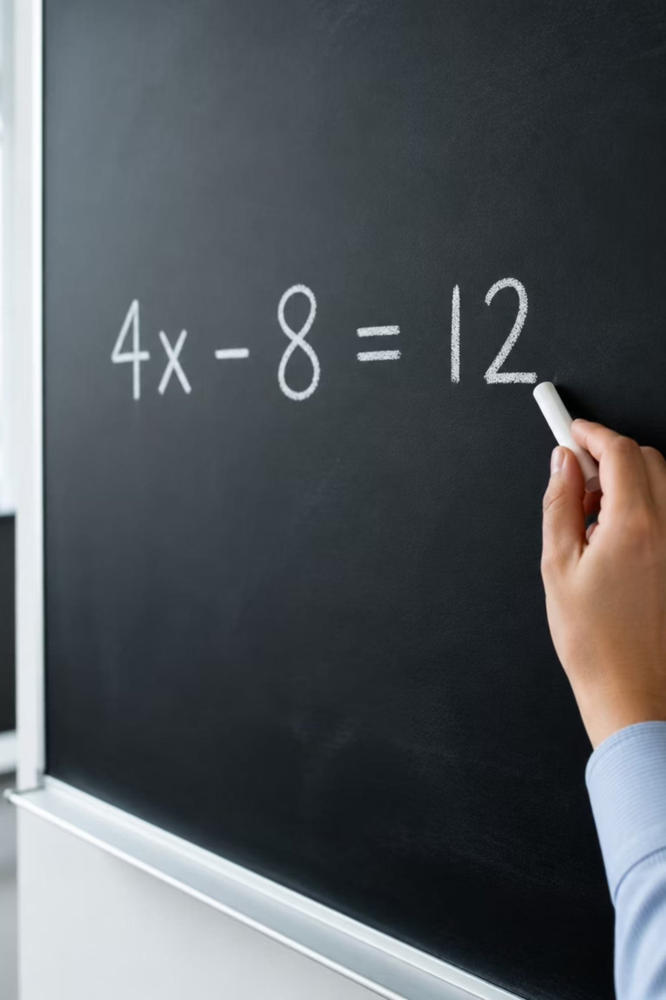 4x - 8 = 12